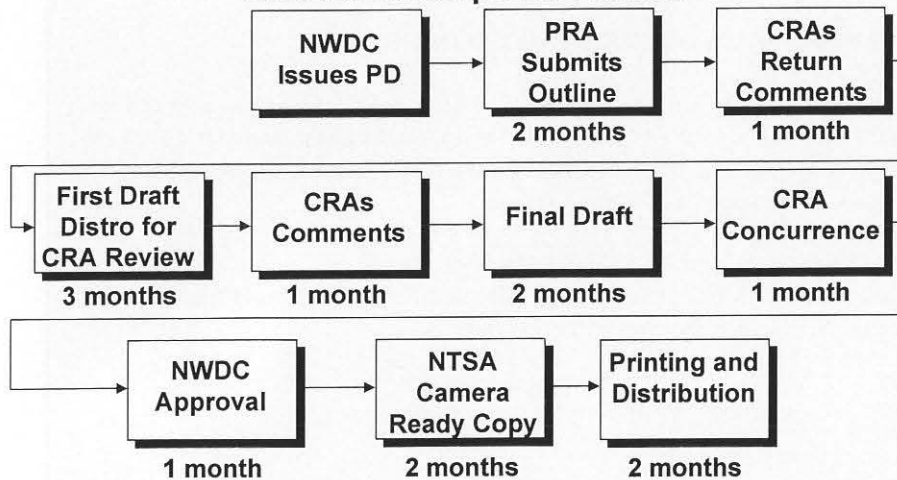 NWDC
Issues PD
PRA
Submits
Outline
2 months
CRAs
Return
Comments
1 month
First Draft
Distro for
CRA Review
3 months
CRAs
Comments
1 month
Final Draft
2 months
CRA
Concurrence
1 month
NWDC
Approval
1 month
NTSA
Camera
Ready Copy
2 months
Printing and
Distribution
2 months